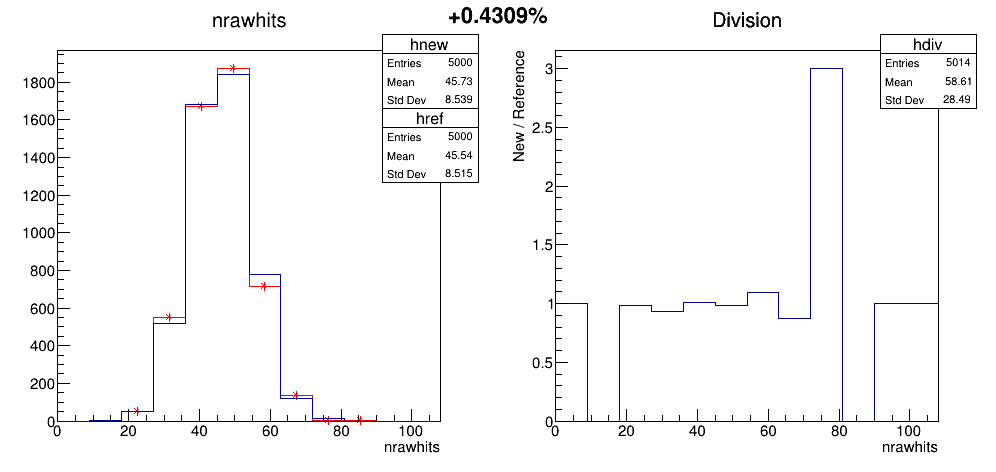 +0.4309%
nrawhits
hnew
Entries 5000
Mean 45.73
Std Dev 8.539
href
Entries 5000
Mean 45.54
Std Dev 8.515
1800
1600
1400
1200
1000
800
600
400
200
0
0 20 40 60 80 100
nrawhits
Division
hdiv
Entries 5014
Mean 58.61
Std Dev 28.49
New / Reference
3
2.5
2
1.5
1
0.5
0
0 20 40 60 80 100
nrawhits